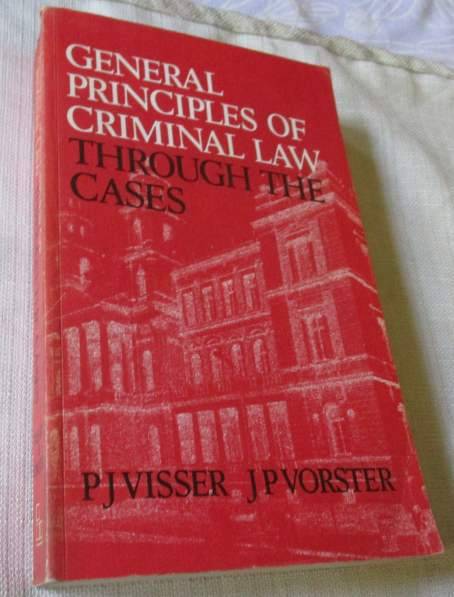 GENERAL
PRINCIPLES OF
CRIMINAL LAW
THROUGH THE
CASES
P J VISSER J P VORSTER